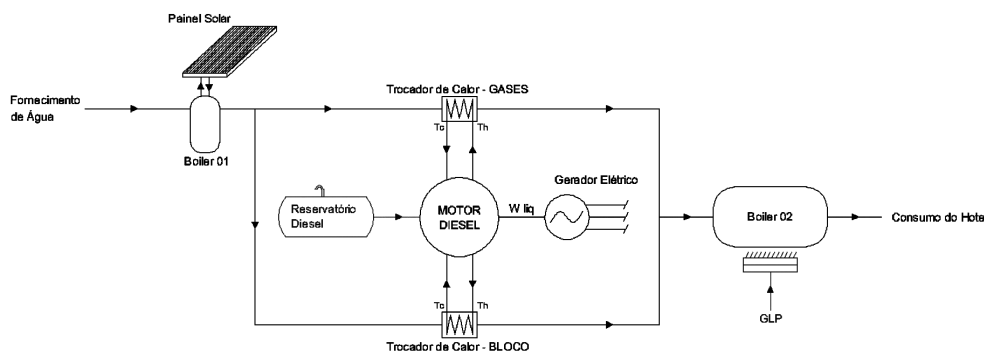 Painel Solar
Fornecimento
de Água
Boiler 01
Trocador de Calor - GASES
Tc
Th
Reservatório
Diesel
MOTOR
DIESEL
W liq
Gerador Elétrico
Boiler 02
Consumo do Hote
GLP
Tc
Th
Trocador de Calor - BLOCO